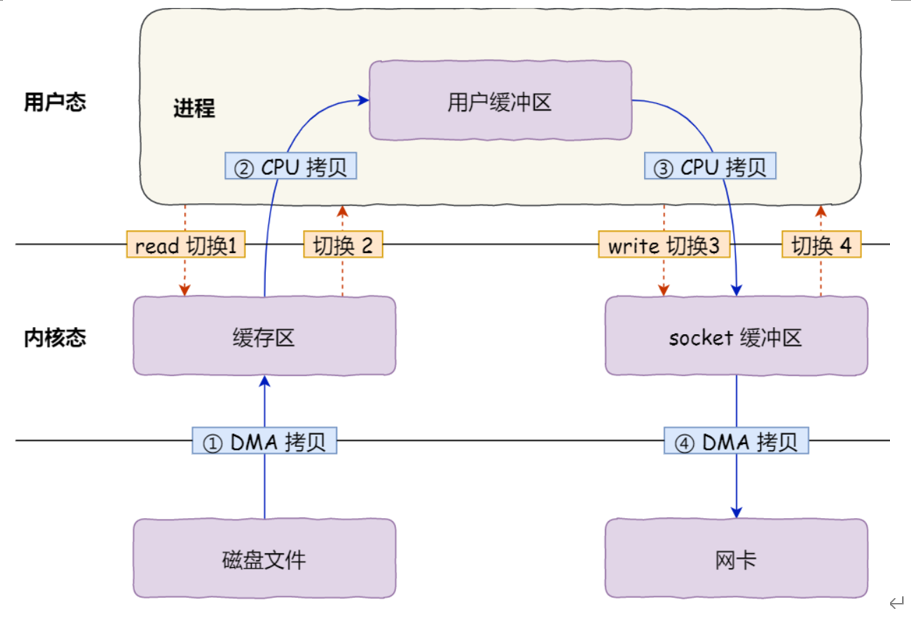 用户态
进程
用户缓冲区
② CPU 拷贝
③ CPU 拷贝
read 切换1
切换 2
write 切换3
切换 4
内核态
缓存区
socket 缓冲区
① DMA 拷贝
④ DMA 拷贝
磁盘文件
网卡